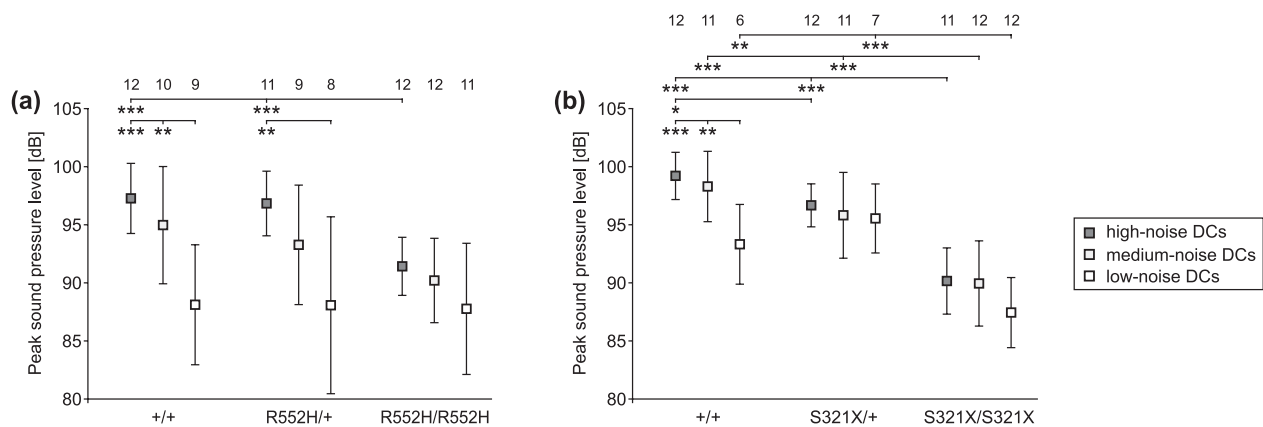 12 11 6 12 11 7 11 12 12
** ***
*** ***
12 10 9 11 9 8 12 12 11
*** ***
(a) (b)
*** ***
*
*** ** **
*** **
105 105
100 100
95 95
90 90
85 85
80 80
Peak sound pressure level [dB]
Peak sound pressure level [dB]
+/+ R552H/+ R552H/R552H
+/+ S321X/+ S321X/S321X
high-noise DCs
medium-noise DCs
low-noise DCs